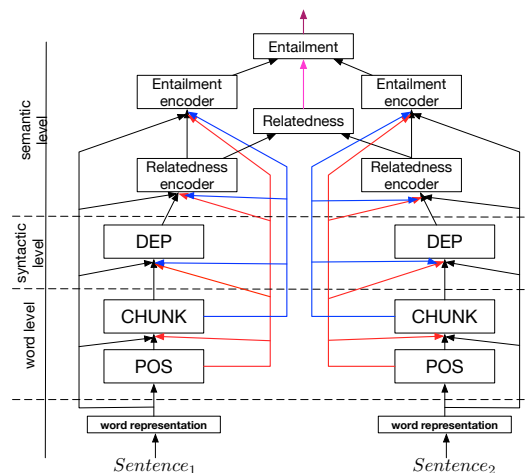 Entailment
Entailment
encoder
Entailment
encoder
Relatedness
semantic
level
Relatedness
encoder
Relatedness
encoder
syntactic
level
DEP
DEP
word level
CHUNK
CHUNK
POS
POS
word representation
word representation
Sentence₁
Sentence₂